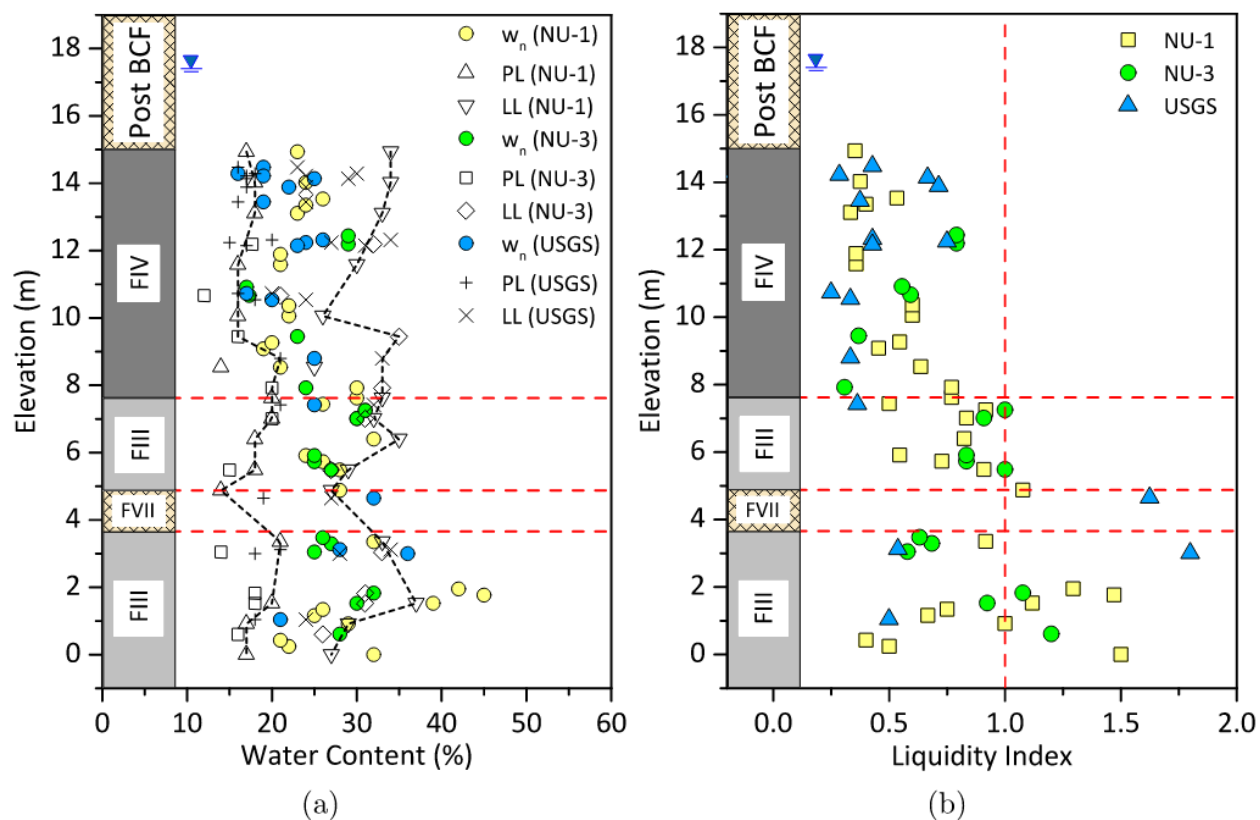 18
16
14
12
10
8
6
4
2
0
Elevation (m)
Post BCF
FIV
FIII
FVII
FIII
wn (NU-1)
PL (NU-1)
LL (NU-1)
wn (NU-3)
PL (NU-3)
LL (NU-3)
wn (USGS)
PL (USGS)
LL (USGS)
0 10 20 30 40 50 60
Water Content (%)
(a)
18
16
14
12
10
8
6
4
2
0
Elevation (m)
Post BCF
FIV
FIII
FVII
FIII
NU-1
NU-3
USGS
0.0 0.5 1.0 1.5 2.0
Liquidity Index
(b)